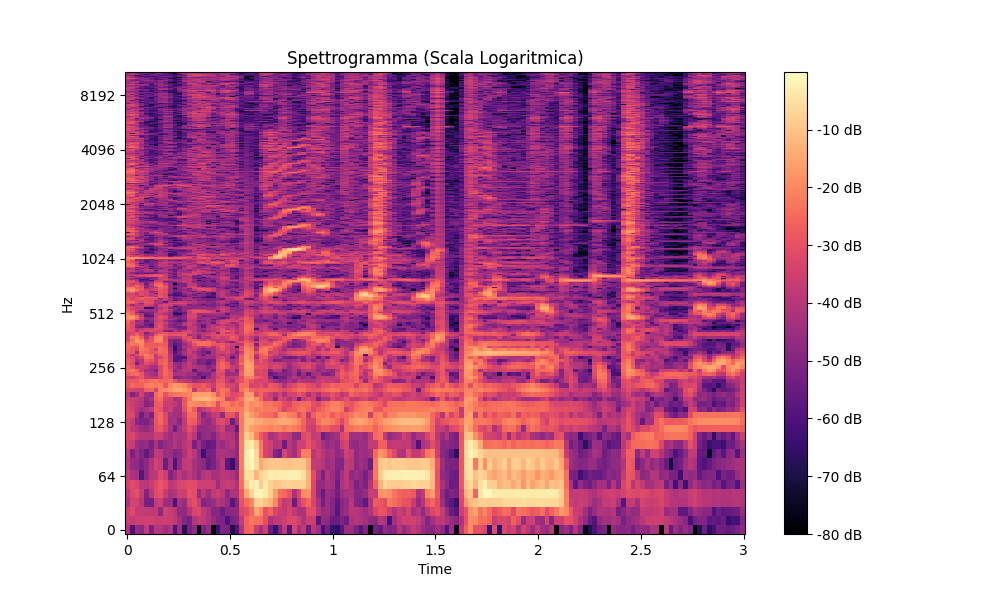 Spettrogramma (Scala Logaritmica)
8192
4096
2048
1024
512
256
128
64
0
Hz
0
0.5
1
1.5
2
2.5
3
Time
-10 dB
-20 dB
-30 dB
-40 dB
-50 dB
-60 dB
-70 dB
-80 dB